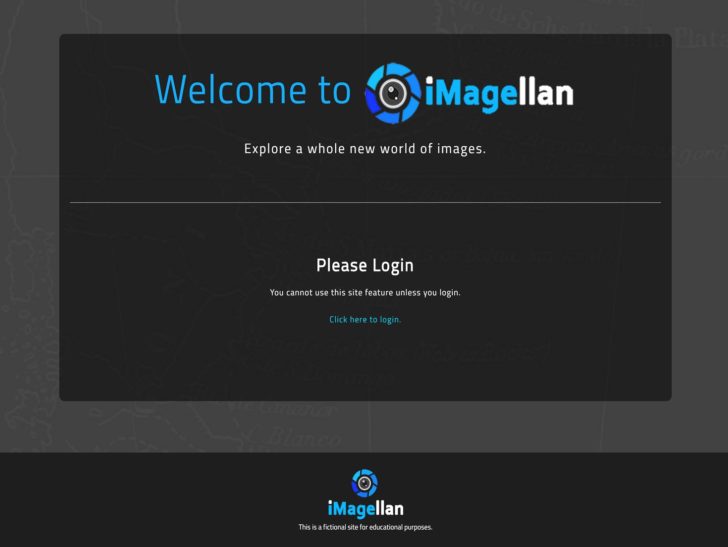 Welcome to iMagellan
Explore a whole new world of images.
Please Login
You cannot use this site feature unless you login.
Click here to login.
Blanco
iMagellan
This is a fictional site for educational purposes.